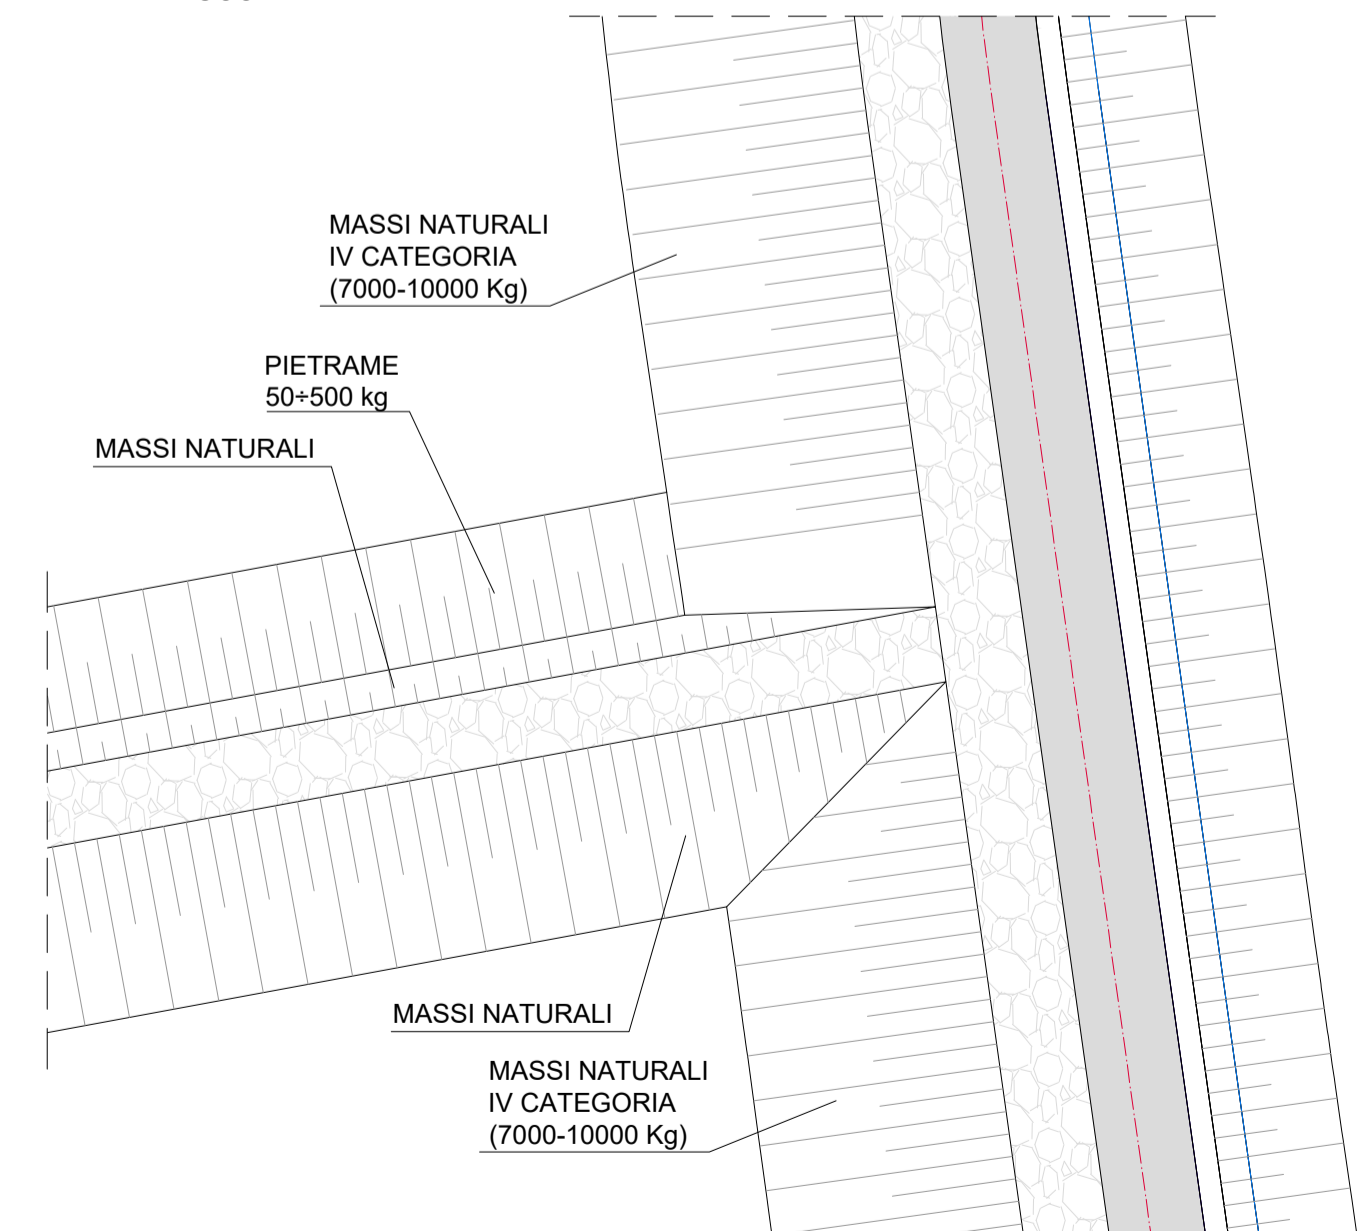 MASSI NATURALI
IV CATEGORIA
(7000-10000 Kg)
PIETRAME
50÷500 kg
MASSI NATURALI
MASSI NATURALI
MASSI NATURALI
IV CATEGORIA
(7000-10000 Kg)